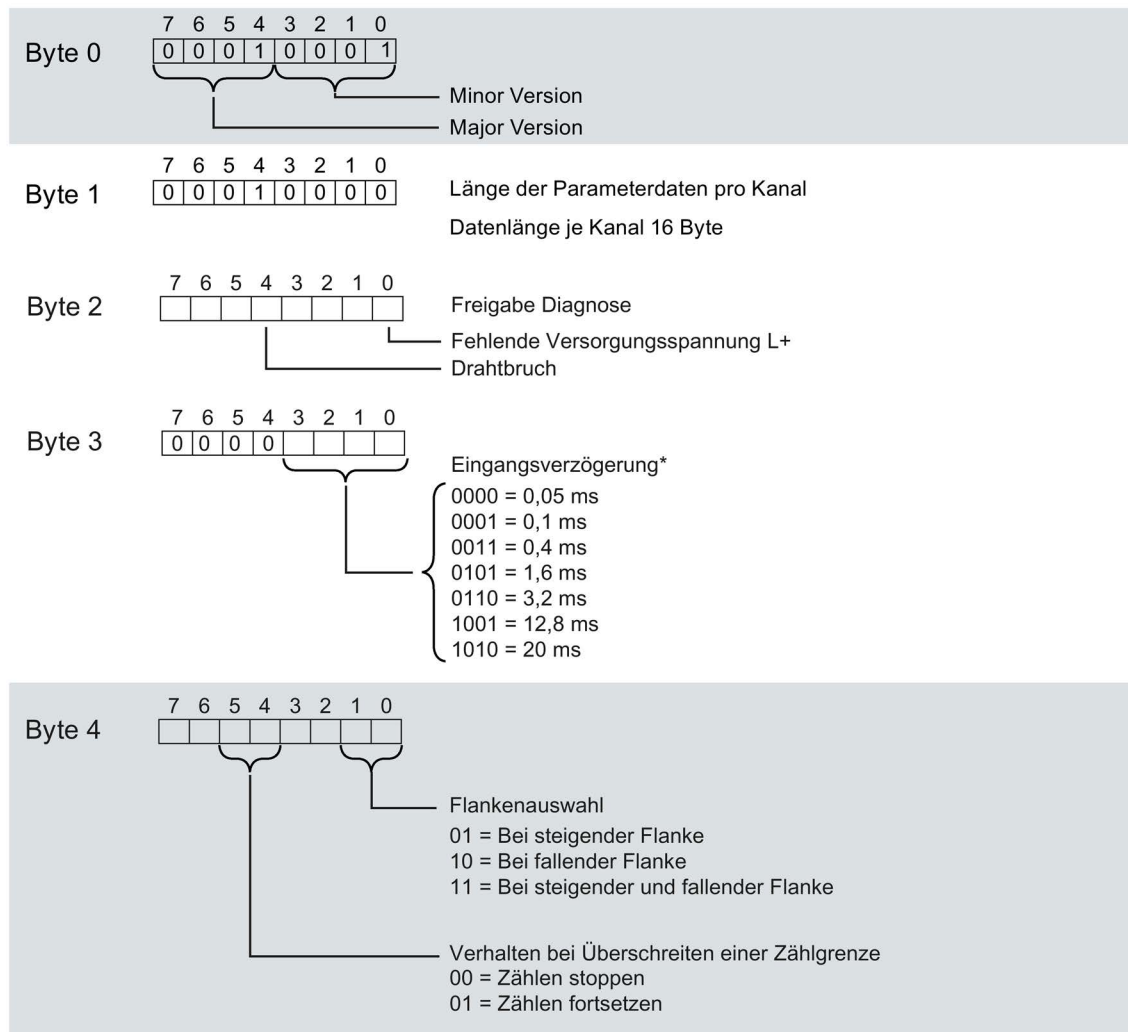 7 6 5 4 3 2 1 0
Byte 0
0 0 0 1 0 0 0 1
Minor Version
Major Version
7 6 5 4 3 2 1 0
Byte 1
0 0 0 1 0 0 0 0
Länge der Parameterdaten pro Kanal
Datenlänge je Kanal 16 Byte
7 6 5 4 3 2 1 0
Byte 2
Freigabe Diagnose
Fehlende Versorgungsspannung L+
Drahtbruch
7 6 5 4 3 2 1 0
Byte 3
0 0 0 0
Eingangsverzögerung*
0000 = 0,05 ms
0001 = 0,1 ms
0011 = 0,4 ms
0101 = 1,6 ms
0110 = 3,2 ms
1001 = 12,8 ms
1010 = 20 ms
7 6 5 4 3 2 1 0
Byte 4
Flankenauswahl
01 = Bei steigender Flanke
10 = Bei fallender Flanke
11 = Bei steigender und fallender Flanke
Verhalten bei Überschreiten einer Zählgrenze
00 = Zählen stoppen
01 = Zählen fortsetzen